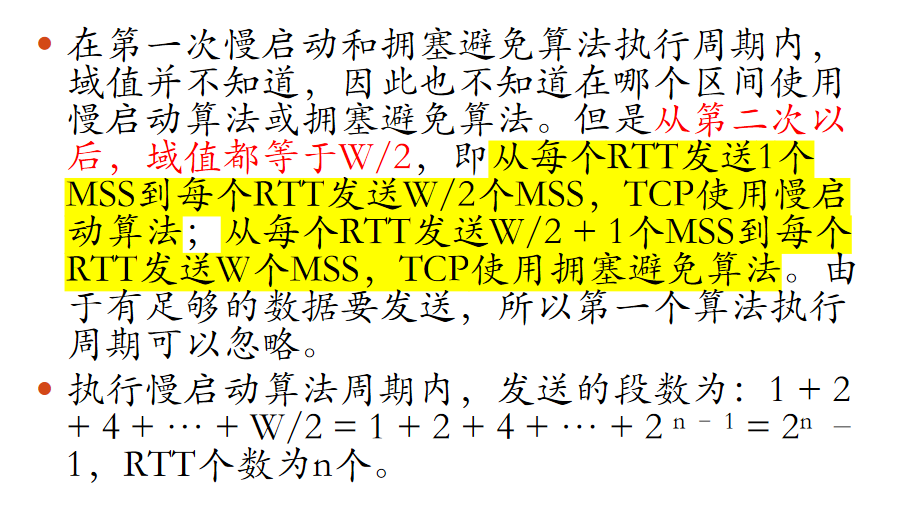 • 在第一次慢启动和拥塞避免算法执行周期内，
域值并不知道，因此也不知道在哪个区间使用
慢启动算法或拥塞避免算法。但是从第二次以
后，域值都等于W/2，即从每个RTT发送1个
MSS到每个RTT发送W/2个MSS，TCP使用慢启
动算法；从每个RTT发送W/2 + 1个MSS到每个
RTT发送W个MSS，TCP使用拥塞避免算法。由
于有足够的数据要发送，所以第一个算法执行
周期可以忽略。
• 执行慢启动算法周期内，发送的段数为：1 + 2
+ 4 + ⋯ + W/2 = 1 + 2 + 4 + ⋯ + 2 ⁿ ⁻ ¹ = 2ⁿ –
1，RTT个数为n个。